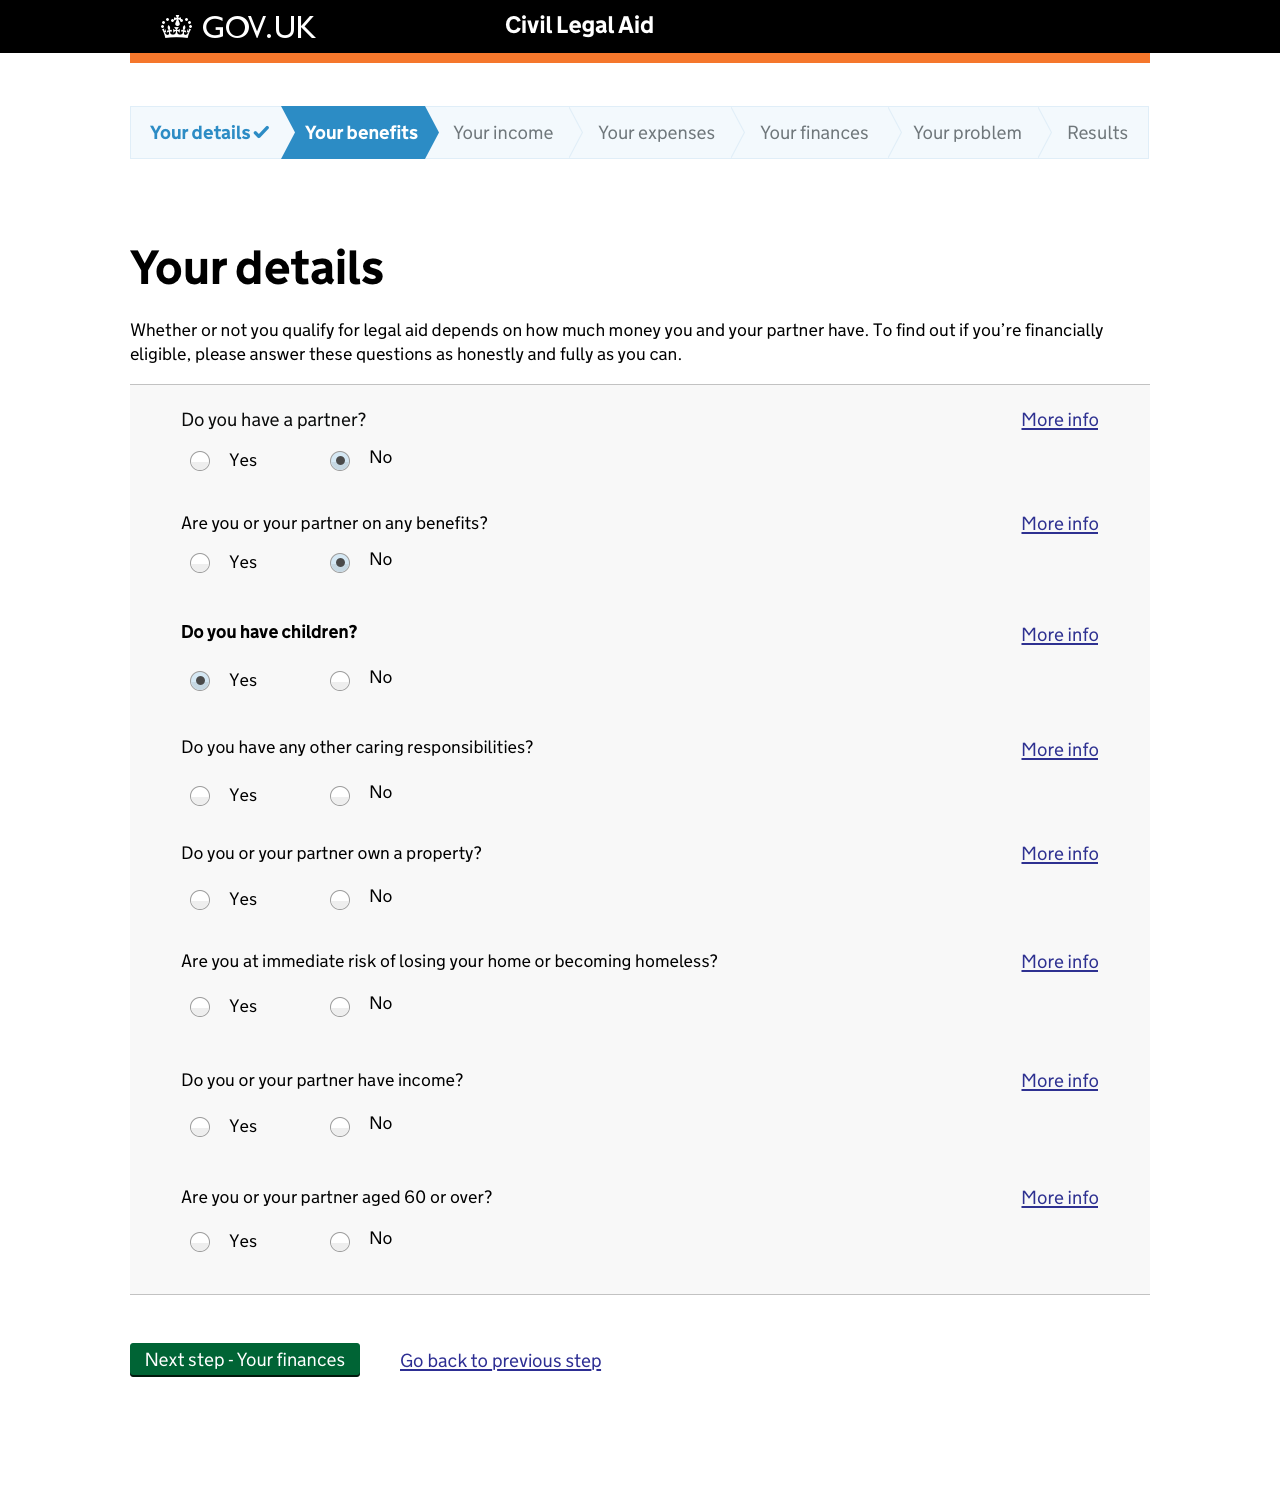 GOV.UK Civil Legal Aid
Your details Your benefits Your income Your expenses Your finances Your problem Results
Your details
Whether or not you qualify for legal aid depends on how much money you and your partner have. To find out if you’re financially
eligible, please answer these questions as honestly and fully as you can.
Do you have a partner? More info
Yes No
Are you or your partner on any benefits? More info
Yes No
Do you have children? More info
Yes No
Do you have any other caring responsibilities? More info
Yes No
Do you or your partner own a property? More info
Yes No
Are you at immediate risk of losing your home or becoming homeless? More info
Yes No
Do you or your partner have income? More info
Yes No
Are you or your partner aged 60 or over? More info
Yes No
Next step - Your finances Go back to previous step